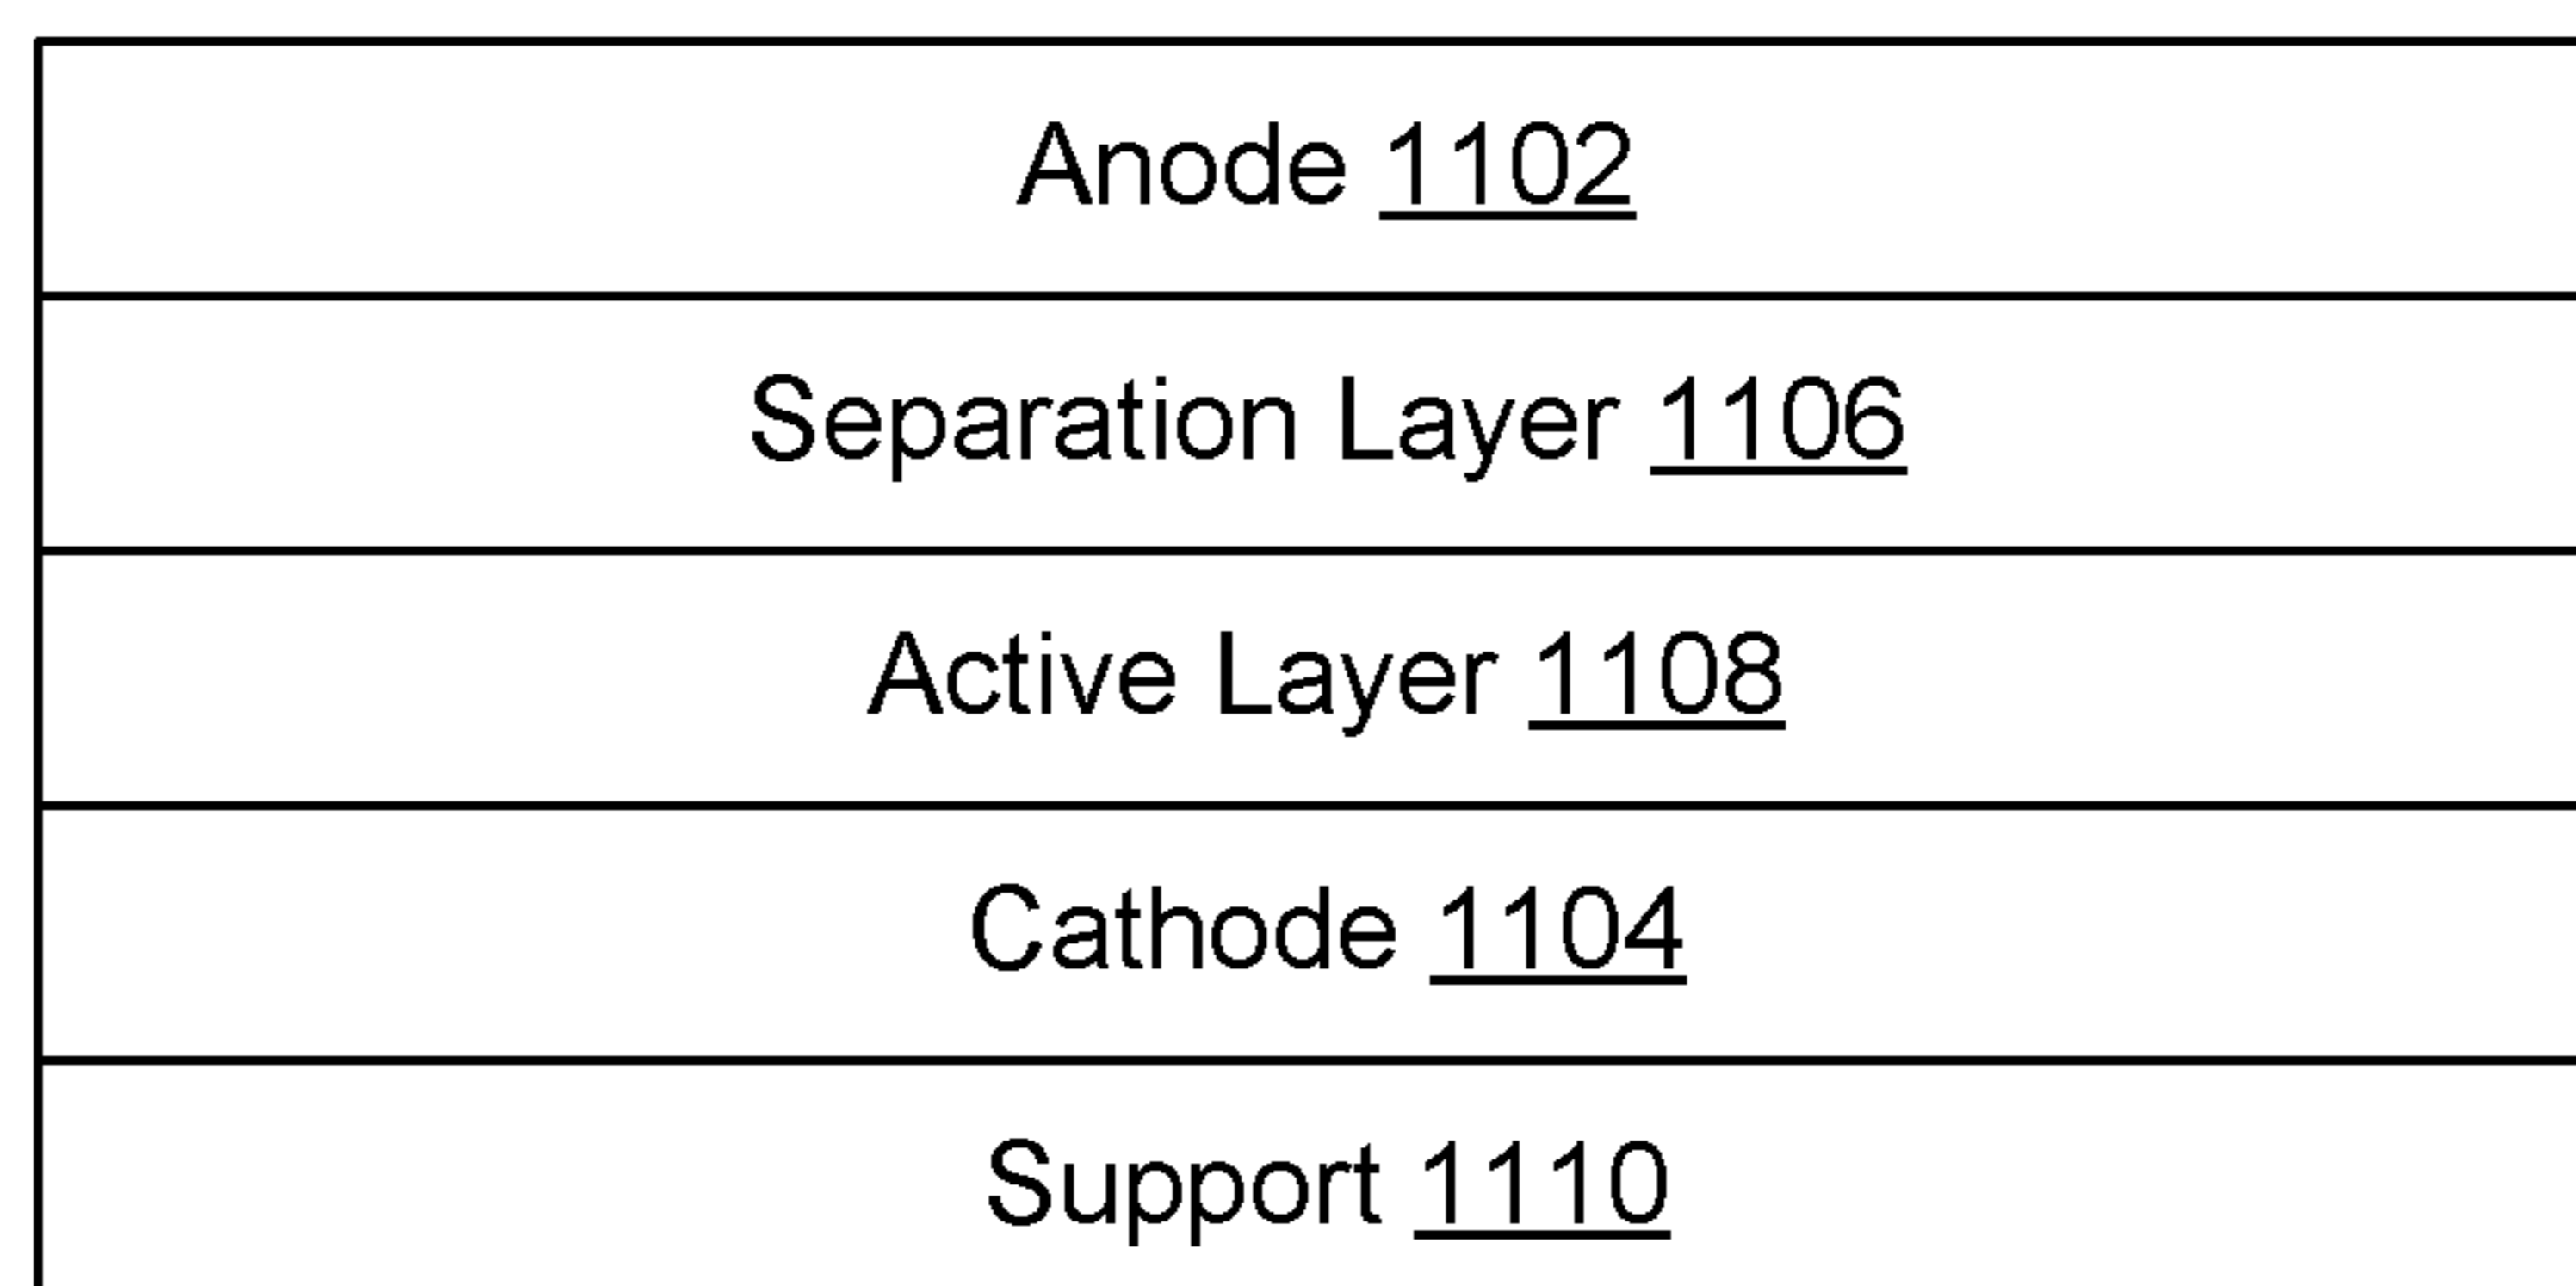 Anode 1102
Separation Layer 1106
Active Layer 1108
Cathode 1104
Support 1110